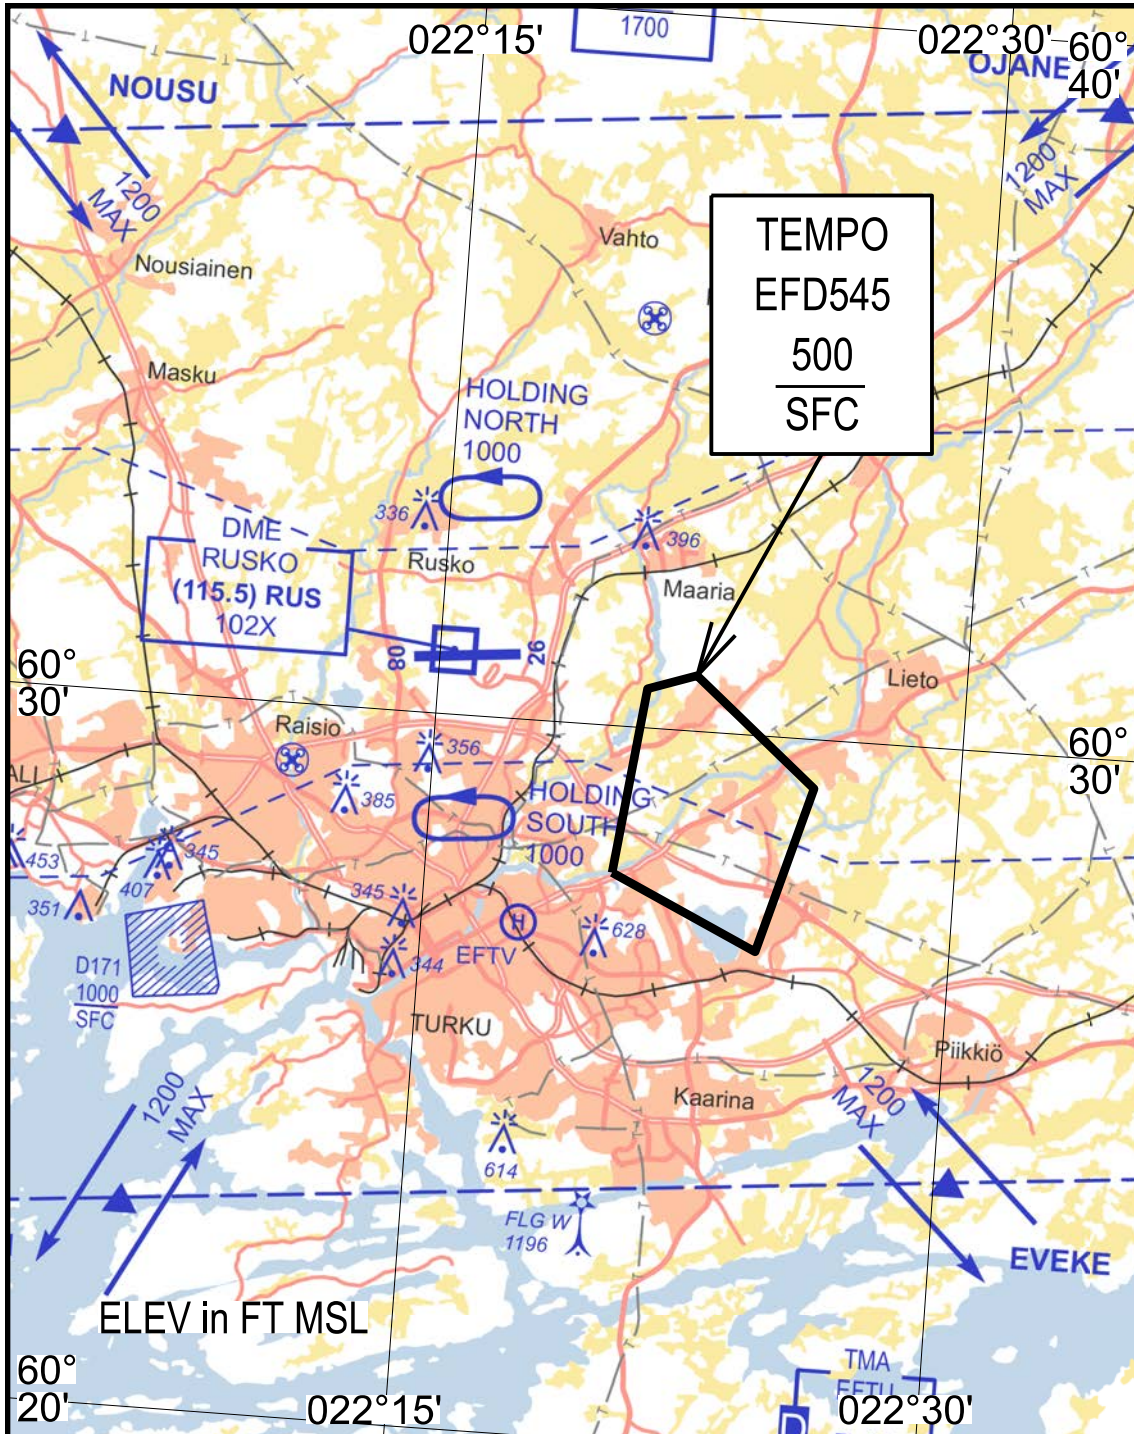 1700
022°15'
022°30'
60°
40'
NOUSU
OJANE
1200
MAX
1200
MAX
TEMPO
EFD545
500
SFC
Vahto
Nousiainen
Masku
HOLDING
NORTH
1000
336
396
DME
RUSKO
(115.5) RUS
102X
Rusko
Maaria
08
26
60°
30'
Lieto
Raisio
356
60°
30'
385
HOLDING
SOUTH
1000
453
345
407
351
345
H
628
EFTV
344
D171
1000
SFC
TURKU
Piikkiö
1200
MAX
1200
MAX
Kaarina
614
FLG W
1196
EVEKE
ELEV in FT MSL
60°
20'
TMA
EFTU
022°15'
022°30'
D